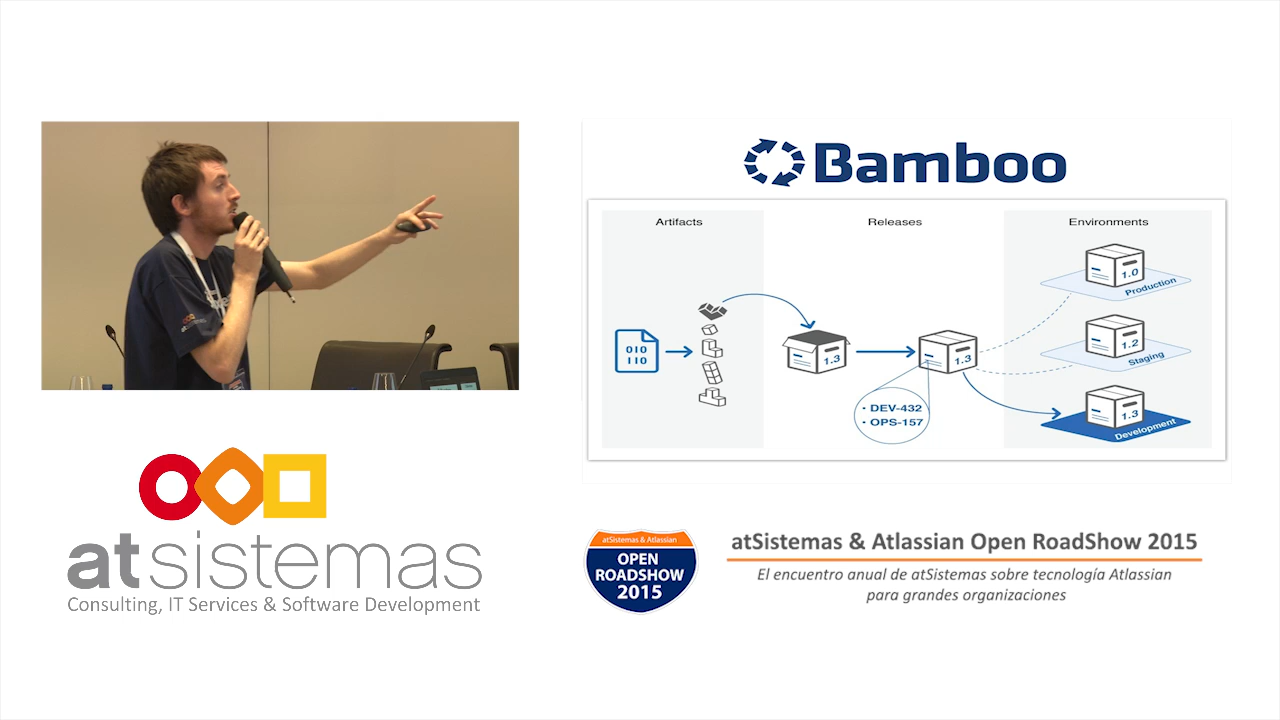 Bamboo
Artifacts
Releases
Environments
010
110
1.3
1.3
• DEV-432
• OPS-157
1.0
Production
1.2
Staging
1.3
Development
atsistemas
Consulting, IT Services & Software Development
atSistemas & Atlassian
OPEN
ROADSHOW
2015
atSistemas & Atlassian Open RoadShow 2015
El encuentro anual de atSistemas sobre tecnología Atlassian
para grandes organizaciones